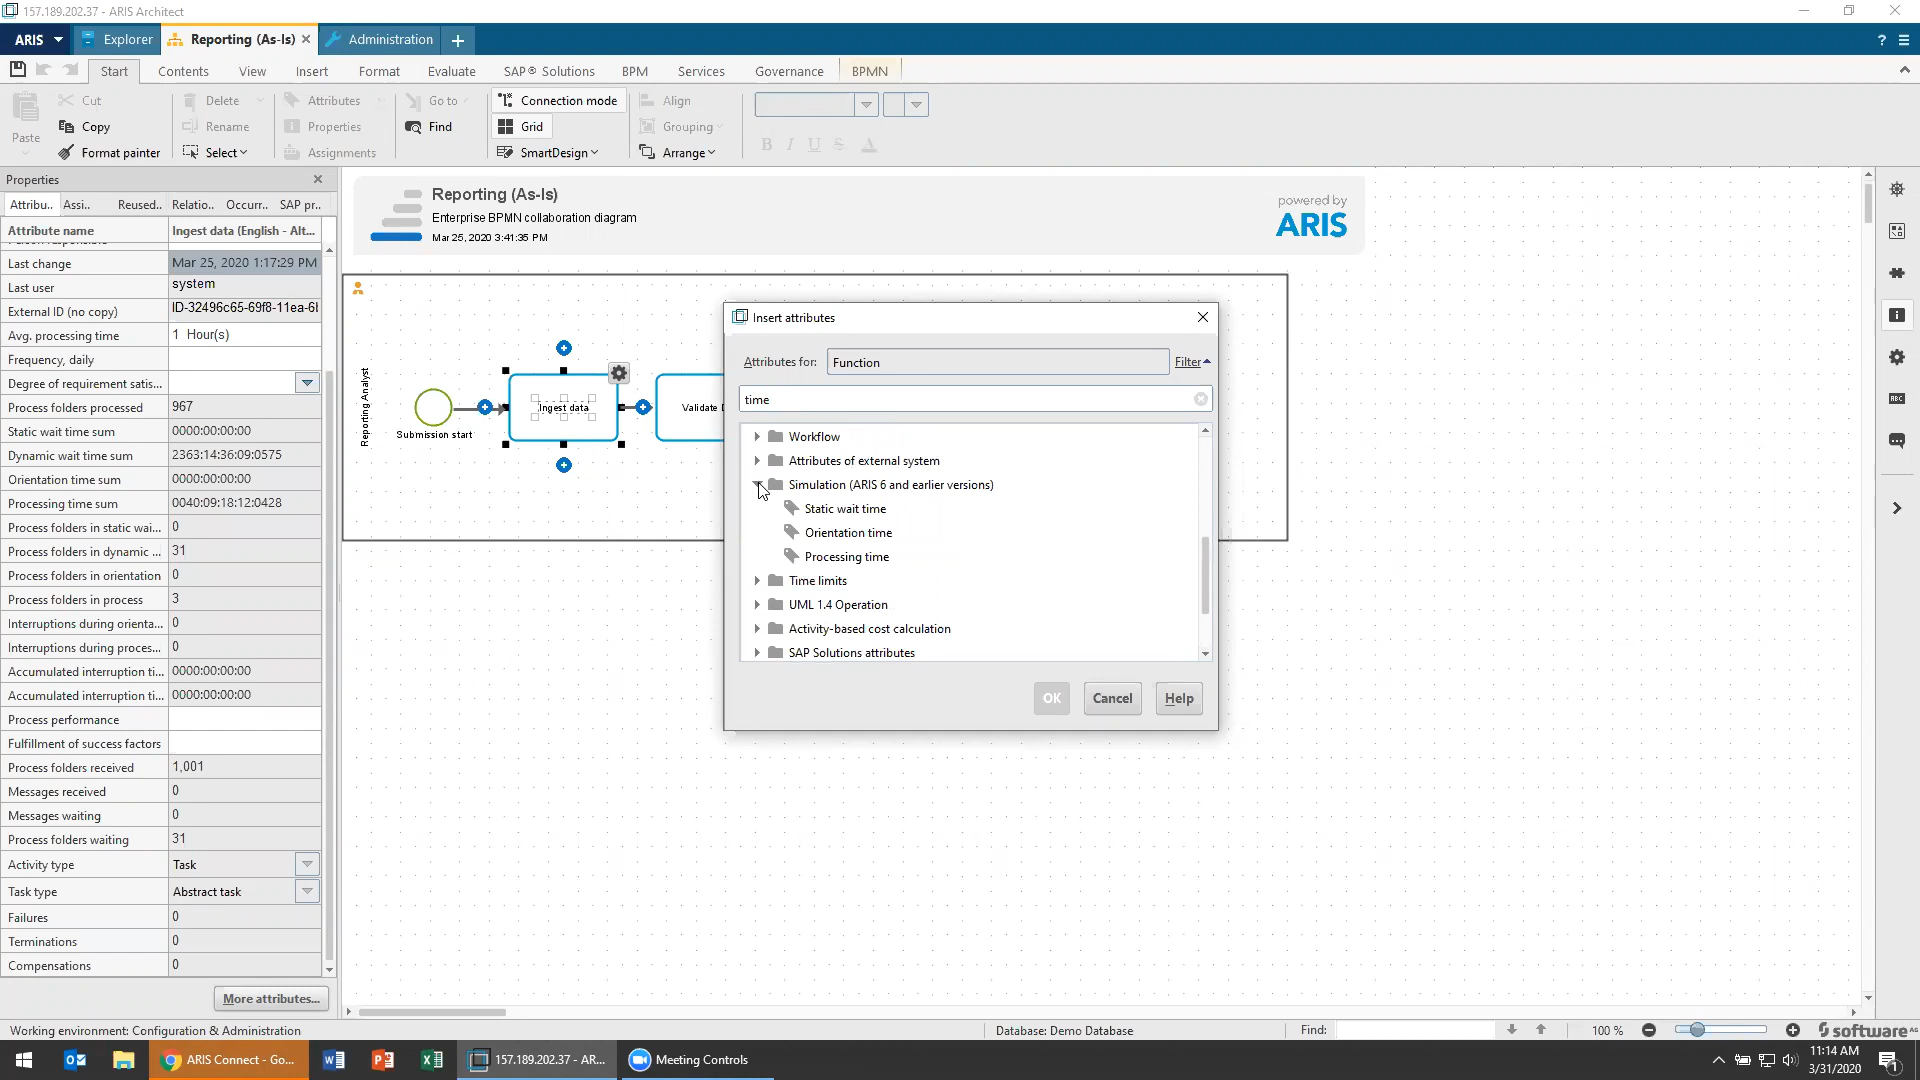 157.189.202.37 - ARIS Architect
ARIS
Explorer
Reporting (As-Is)
Administration
Start
Contents
View
Insert
Format
Evaluate
SAP® Solutions
BPM
Services
Governance
BPMN
Paste
Cut
Copy
Format painter
Delete
Rename
Select
Attributes
Properties
Assignments
Go to
Find
Connection mode
Grid
SmartDesign
Align
Grouping
Arrange
B I U S A
Properties
Attribu.. Assi.. Reused.. Relatio.. Occurr.. SAP pr..
Attribute name Ingest data (English - Alt...
Last change Mar 25, 2020 1:17:29 PM
Last user system
External ID (no copy) ID-32496c65-69f8-11ea-6l
Avg. processing time 1 Hour(s)
Frequency, daily
Degree of requirement satis...
Process folders processed 967
Static wait time sum 0000:00:00:00
Dynamic wait time sum 2363:14:36:09:0575
Orientation time sum 0000:00:00:00
Processing time sum 0040:09:18:12:0428
Process folders in static wai... 0
Process folders in dynamic ... 31
Process folders in orientation 0
Process folders in process 3
Interruptions during orienta... 0
Interruptions during proces... 0
Accumulated interruption ti... 0000:00:00:00
Accumulated interruption ti... 0000:00:00:00
Process performance
Fulfillment of success factors
Process folders received 1,001
Messages received 0
Messages waiting 0
Process folders waiting 31
Activity type Task
Task type Abstract task
Failures 0
Terminations 0
Compensations 0
More attributes...
Reporting (As-Is)
Enterprise BPMN collaboration diagram
Mar 25, 2020 3:41:35 PM
powered by
ARIS
Reporting Analyst
Submission start
Ingest data
Validate D
Insert attributes
Attributes for: Function Filter
time
Workflow
Attributes of external system
Simulation (ARIS 6 and earlier versions)
Static wait time
Orientation time
Processing time
Time limits
UML 1.4 Operation
Activity-based cost calculation
SAP Solutions attributes
OK Cancel Help
ABC
Working environment: Configuration & Administration
Database: Demo Database
Find:
100 %
software AG
ARIS Connect - Go...
157.189.202.37 - AR...
Meeting Controls
11:14 AM
3/31/2020
1